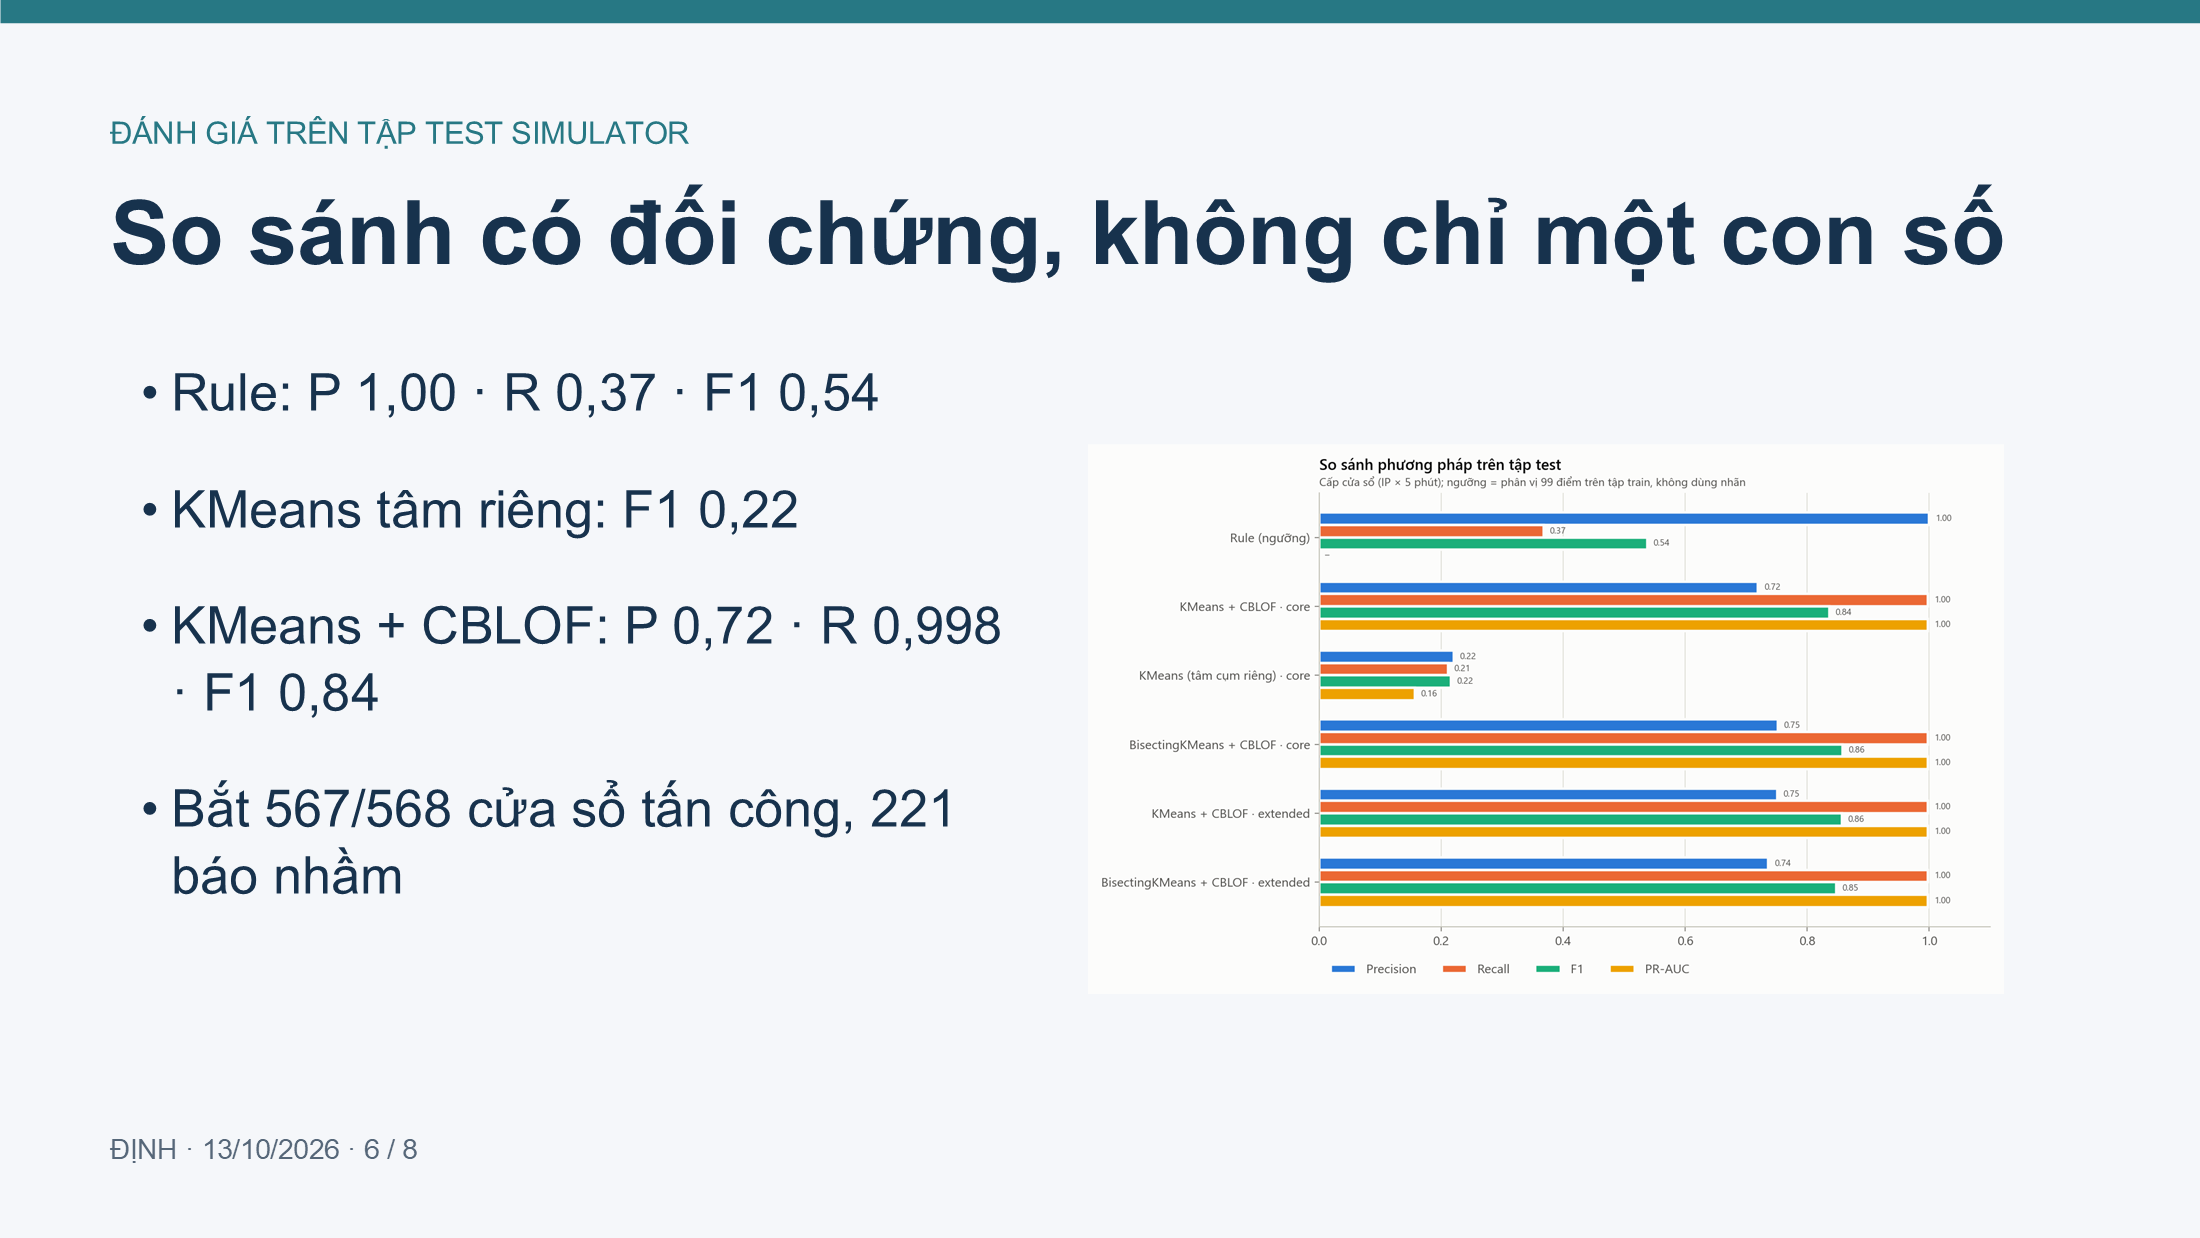 ĐÁNH GIÁ TRÊN TẬP TEST SIMULATOR
So sánh có đối chứng, không chỉ một con số
• Rule: P 1,00 · R 0,37 · F1 0,54
• KMeans tâm riêng: F1 0,22
• KMeans + CBLOF: P 0,72 · R 0,998
· F1 0,84
• Bắt 567/568 cửa sổ tấn công, 221
báo nhầm
So sánh phương pháp trên tập test
Cấp cửa sổ (IP × 5 phút); ngưỡng = phân vị 99 điểm trên tập train, không dùng nhãn
Rule (ngưỡng)
1.00
0.37
0.54
–
KMeans + CBLOF · core
0.72
1.00
0.84
1.00
KMeans (tâm cụm riêng) · core
0.22
0.21
0.22
0.16
BisectingKMeans + CBLOF · core
0.75
1.00
0.86
1.00
KMeans + CBLOF · extended
0.75
1.00
0.86
1.00
BisectingKMeans + CBLOF · extended
0.74
1.00
0.85
1.00
0.0 0.2 0.4 0.6 0.8 1.0
Precision Recall F1 PR-AUC
ĐỊNH · 13/10/2026 · 6 / 8